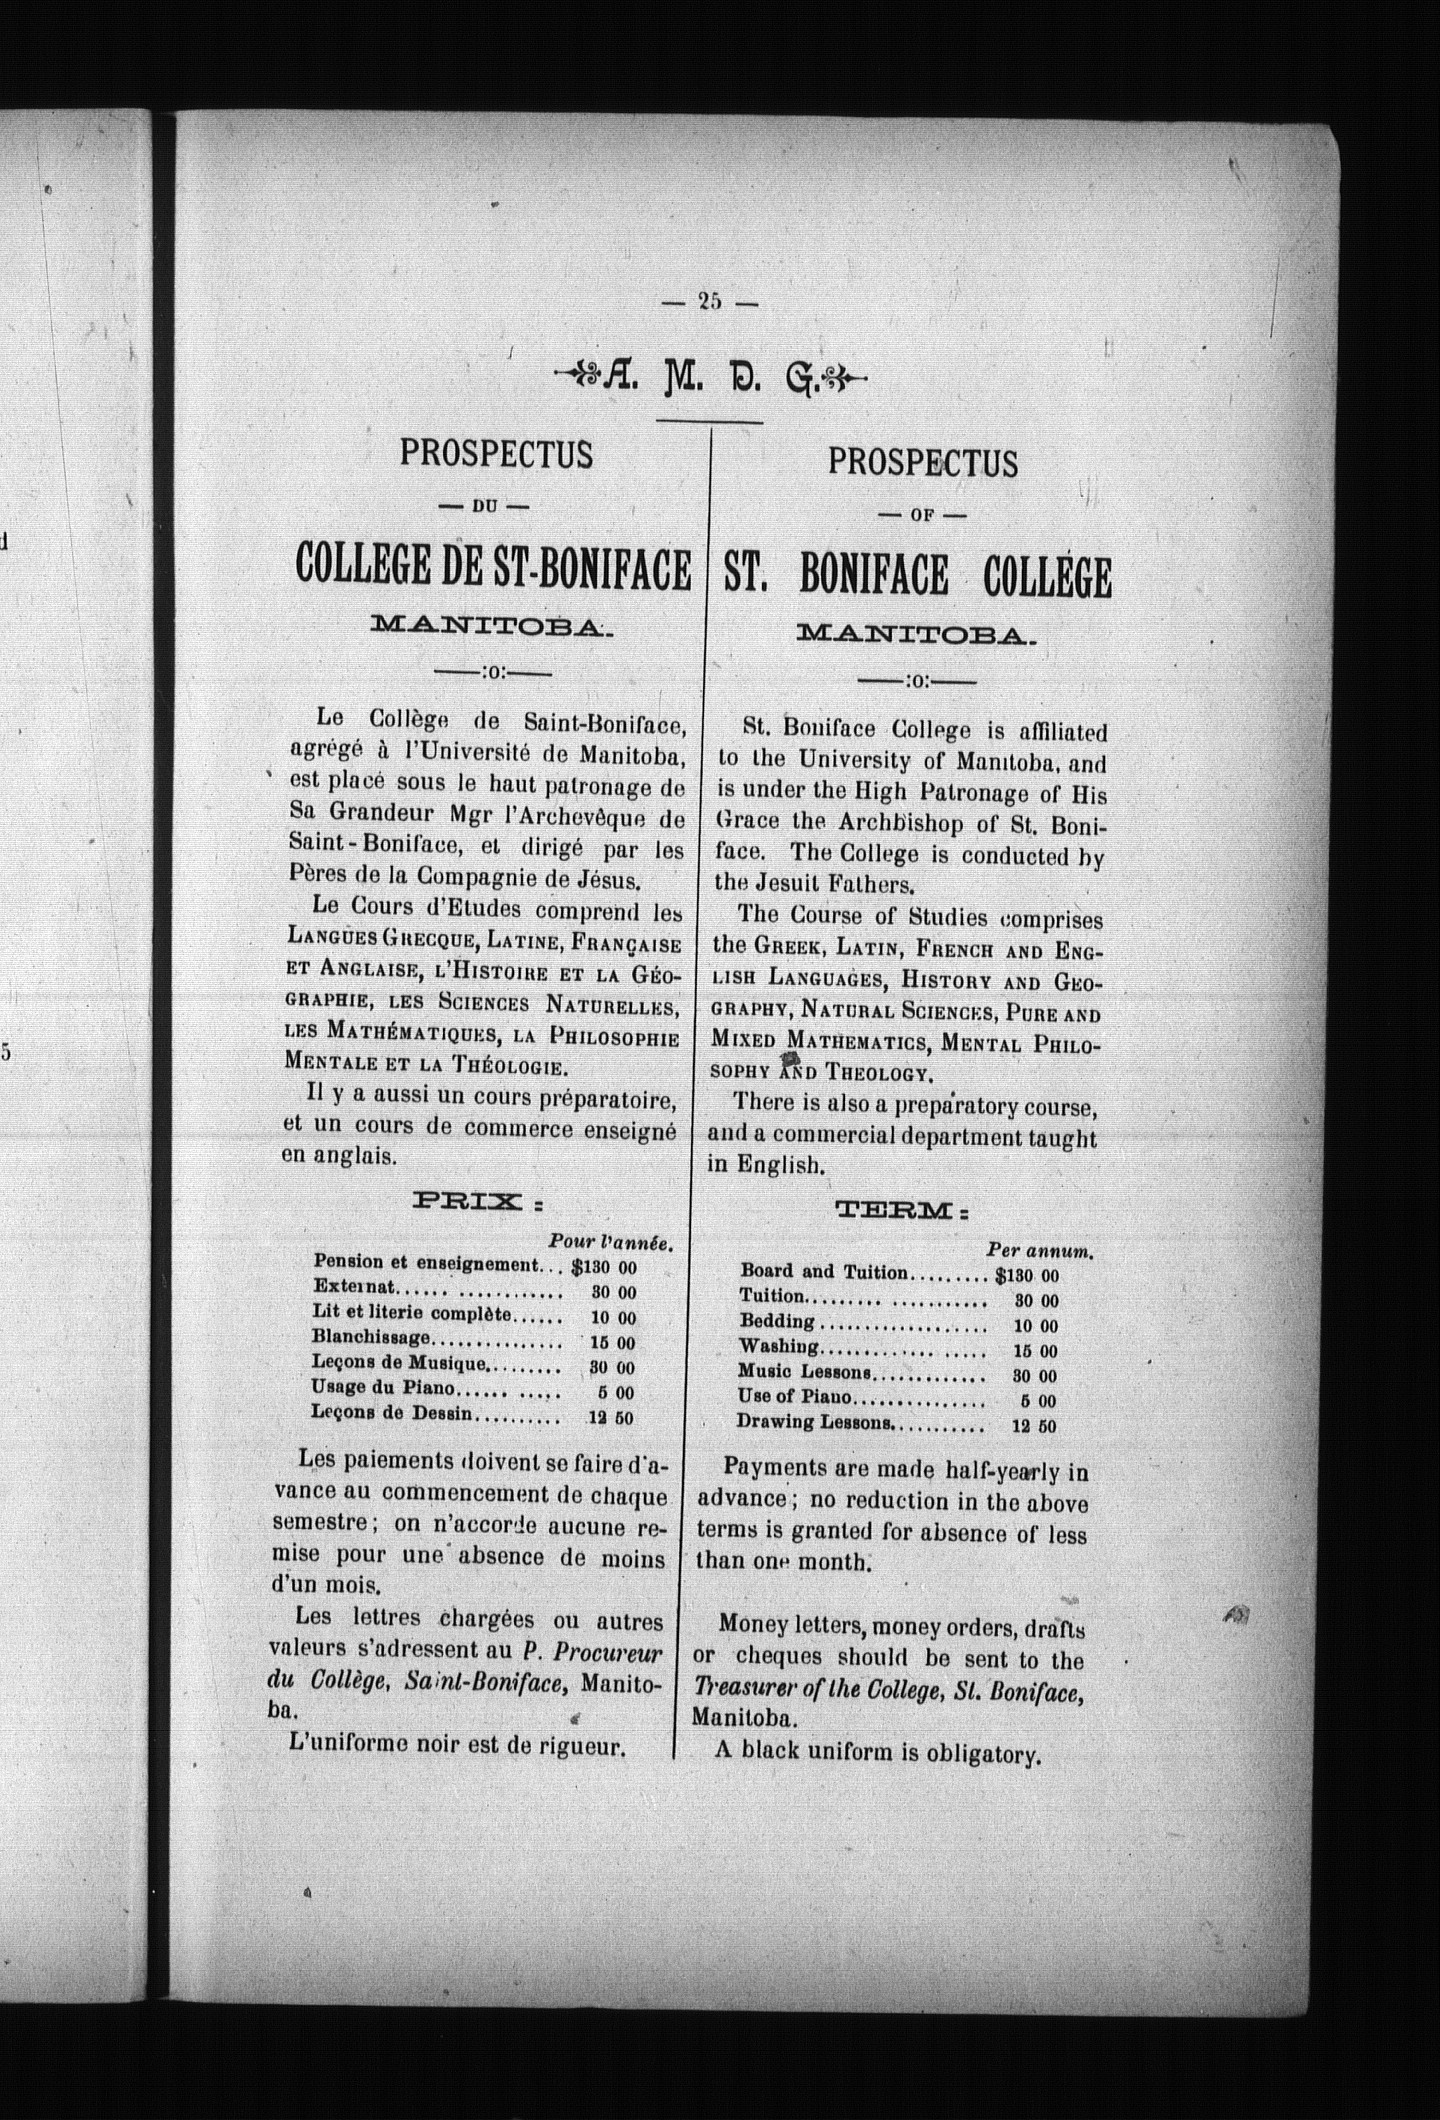 — 25 —
A. M. D. G.
PROSPECTUS
— DU —
COLLEGE DE ST-BONIFACE
MANITOBA.
——:o:——
Le Collège de Saint-Boniface,
agrégé à l'Université de Manitoba,
est placé sous le haut patronage de
Sa Grandeur Mgr l'Archevêque de
Saint-Boniface, et dirigé par les
Pères de la Compagnie de Jésus.
Le Cours d'Etudes comprend les
LANGUES GRECQUE, LATINE, FRANÇAISE
ET ANGLAISE, L'HISTOIRE ET LA GÉO-
GRAPHIE, LES SCIENCES NATURELLES,
LES MATHÉMATIQUES, LA PHILOSOPHIE
MENTALE ET LA THÉOLOGIE.
Il y a aussi un cours préparatoire,
et un cours de commerce enseigné
en anglais.
PRIX :
Pour l'année.
Pension et enseignement... $130 00
Externat.................. 30 00
Lit et literie complète...... 10 00
Blanchissage............... 15 00
Leçons de Musique......... 30 00
Usage du Piano........... 5 00
Leçons de Dessin.......... 12 50
Les paiements doivent se faire d'a-
vance au commencement de chaque
semestre ; on n'accorde aucune re-
mise pour une absence de moins
d'un mois.
Les lettres chargées ou autres
valeurs s'adressent au P. Procureur
du Collège, Saint-Boniface, Manito-
ba.
L'uniforme noir est de rigueur.
PROSPECTUS
— OF —
ST. BONIFACE COLLEGE
MANITOBA.
——:o:——
St. Boniface College is affiliated
to the University of Manitoba, and
is under the High Patronage of His
Grace the Archbishop of St. Boni-
face. The College is conducted by
the Jesuit Fathers.
The Course of Studies comprises
the GREEK, LATIN, FRENCH AND ENG-
LISH LANGUAGES, HISTORY AND GEO-
GRAPHY, NATURAL SCIENCES, PURE AND
MIXED MATHEMATICS, MENTAL PHILO-
SOPHY AND THEOLOGY.
There is also a preparatory course,
and a commercial department taught
in English.
TERM :
Per annum.
Board and Tuition......... $130 00
Tuition.................... 30 00
Bedding ................... 10 00
Washing.................. 15 00
Music Lessons............. 30 00
Use of Piano............... 5 00
Drawing Lessons........... 12 50
Payments are made half-yearly in
advance ; no reduction in the above
terms is granted for absence of less
than one month.
Money letters, money orders, drafts
or cheques should be sent to the
Treasurer of the College, St. Boniface,
Manitoba.
A black uniform is obligatory.